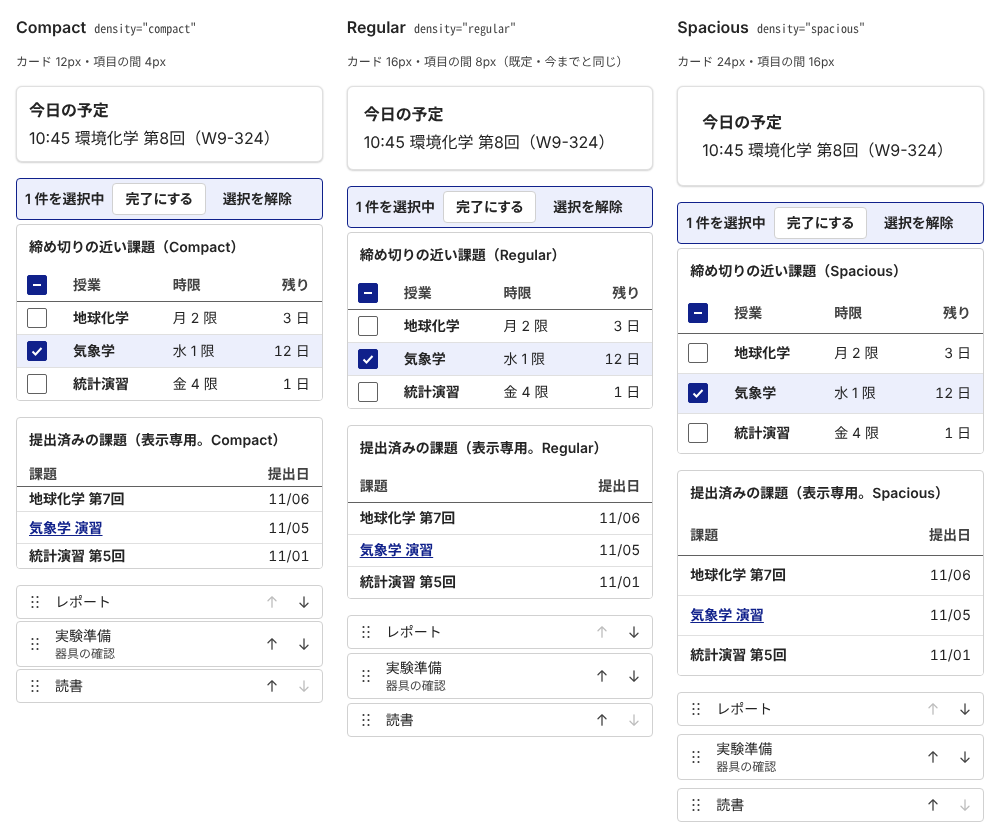 Compact density="compact"
カード 12px・項目の間 4px
今日の予定
10:45 環境化学 第8回（W9-324）
1 件を選択中 完了にする 選択を解除
締め切りの近い課題（Compact）
授業 時限 残り
地球化学 月 2 限 3 日
気象学 水 1 限 12 日
統計演習 金 4 限 1 日
提出済みの課題（表示専用。Compact）
課題 提出日
地球化学 第7回 11/06
気象学 演習 11/05
統計演習 第5回 11/01
レポート ↑ ↓
実験準備 ↑ ↓
器具の確認
読書 ↑ ↓
Regular density="regular"
カード 16px・項目の間 8px（既定・今までと同じ）
今日の予定
10:45 環境化学 第8回（W9-324）
1 件を選択中 完了にする 選択を解除
締め切りの近い課題（Regular）
授業 時限 残り
地球化学 月 2 限 3 日
気象学 水 1 限 12 日
統計演習 金 4 限 1 日
提出済みの課題（表示専用。Regular）
課題 提出日
地球化学 第7回 11/06
気象学 演習 11/05
統計演習 第5回 11/01
レポート ↑ ↓
実験準備 ↑ ↓
器具の確認
読書 ↑ ↓
Spacious density="spacious"
カード 24px・項目の間 16px
今日の予定
10:45 環境化学 第8回（W9-324）
1 件を選択中 完了にする 選択を解除
締め切りの近い課題（Spacious）
授業 時限 残り
地球化学 月 2 限 3 日
気象学 水 1 限 12 日
統計演習 金 4 限 1 日
提出済みの課題（表示専用。Spacious）
課題 提出日
地球化学 第7回 11/06
気象学 演習 11/05
統計演習 第5回 11/01
レポート ↑ ↓
実験準備 ↑ ↓
器具の確認
読書 ↑ ↓